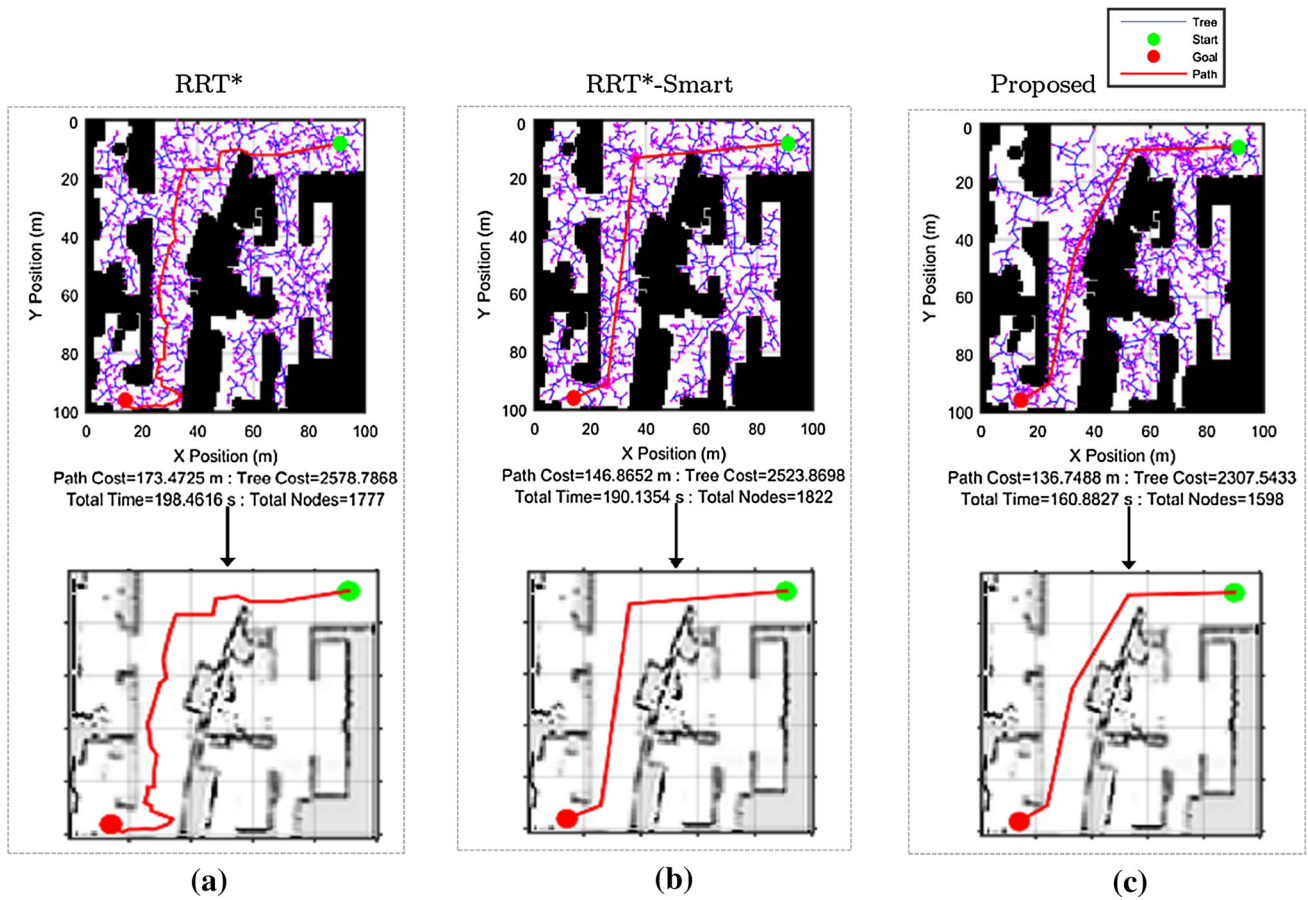 Tree
Start
Goal
Path
RRT*
RRT*-Smart
Proposed
0
20
40
60
80
100
Y Position (m)
0
20
40
60
80
100
X Position (m)
Path Cost=173.4725 m : Tree Cost=2578.7868
Total Time=198.4616 s : Total Nodes=1777
0
20
40
60
80
100
Y Position (m)
0
20
40
60
80
100
X Position (m)
Path Cost=146.8652 m : Tree Cost=2523.8698
Total Time=190.1354 s : Total Nodes=1822
0
20
40
60
80
100
Y Position (m)
0
20
40
60
80
100
X Position (m)
Path Cost=136.7488 m : Tree Cost=2307.5433
Total Time=160.8827 s : Total Nodes=1598
(a)
(b)
(c)